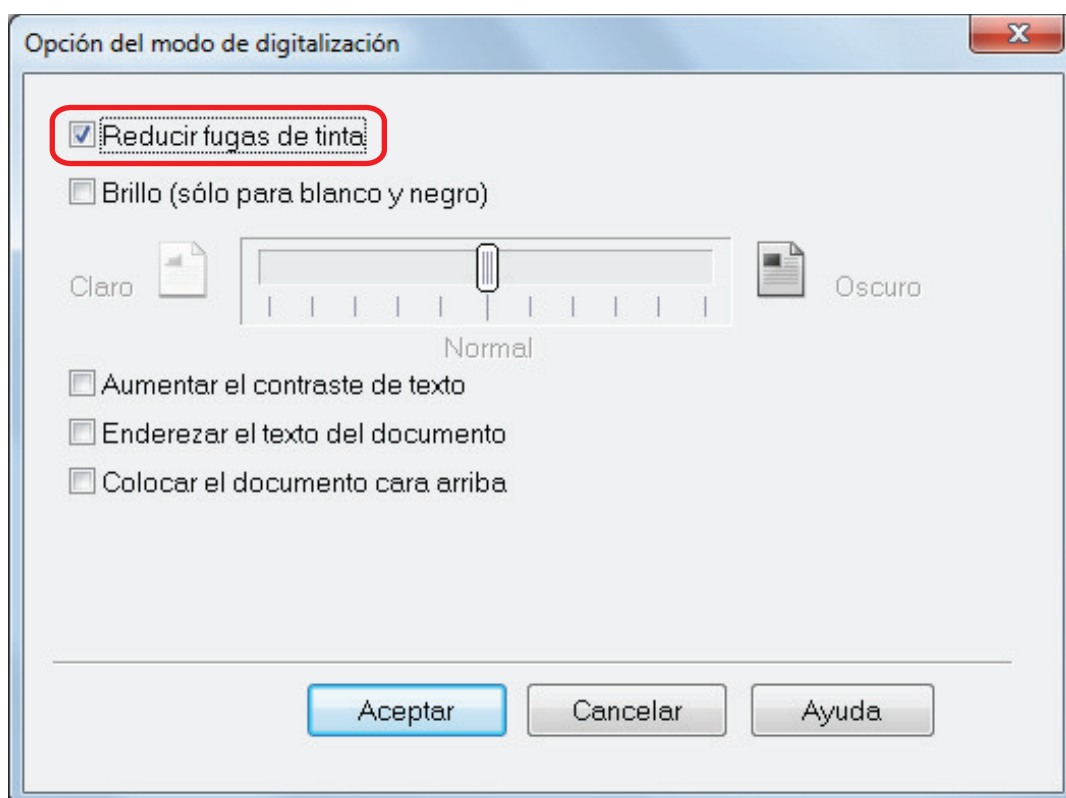 Opción del modo de digitalización
Reducir fugas de tinta
Brillo (sólo para blanco y negro)
Claro Oscuro
Normal
Aumentar el contraste de texto
Enderezar el texto del documento
Colocar el documento cara arriba
Aceptar Cancelar Ayuda